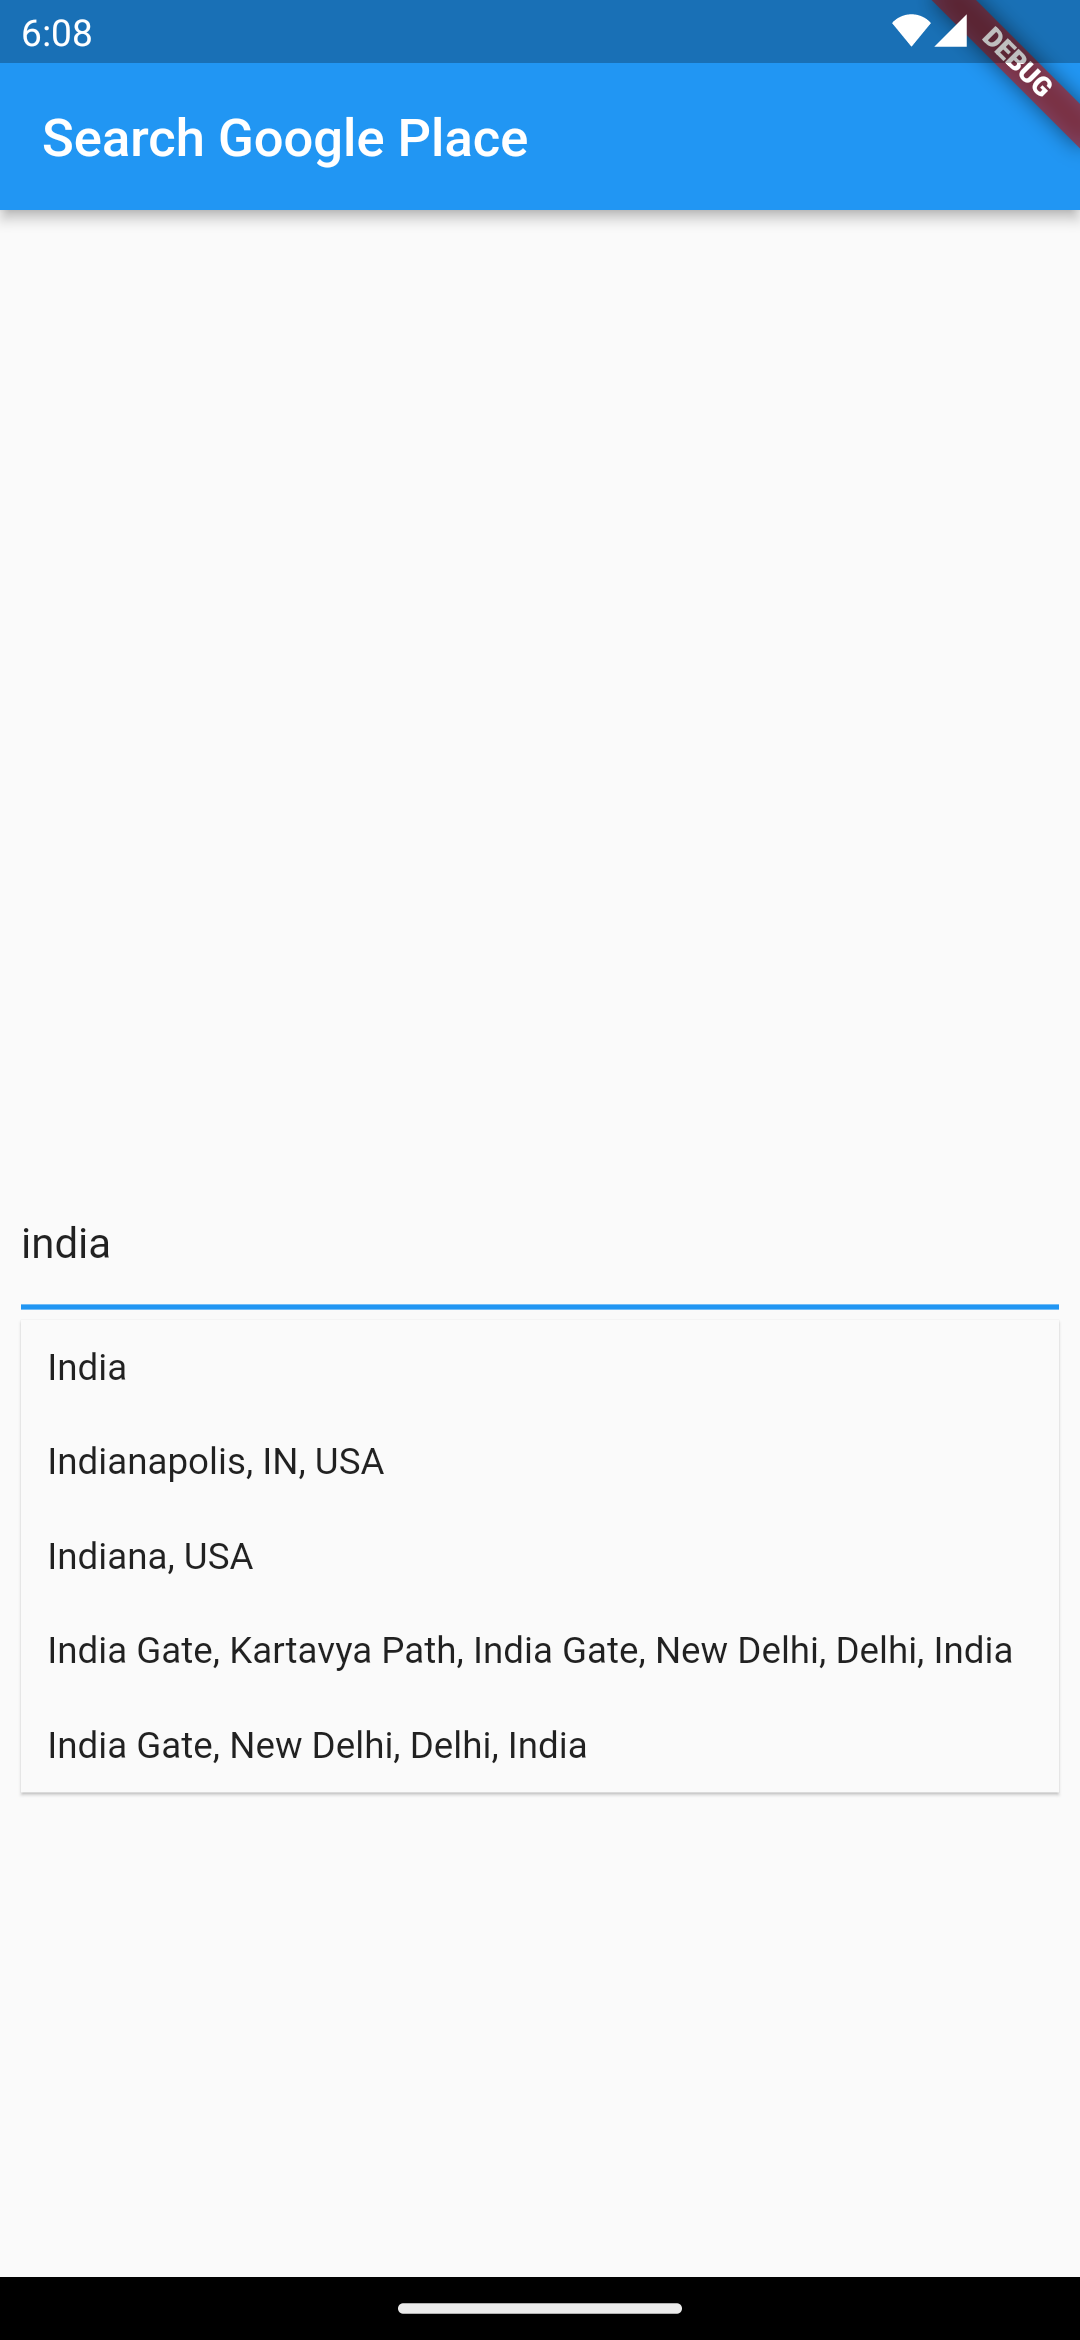 6:08
DEBUG
Search Google Place
india
India
Indianapolis, IN, USA
Indiana, USA
India Gate, Kartavya Path, India Gate, New Delhi, Delhi, India
India Gate, New Delhi, Delhi, India